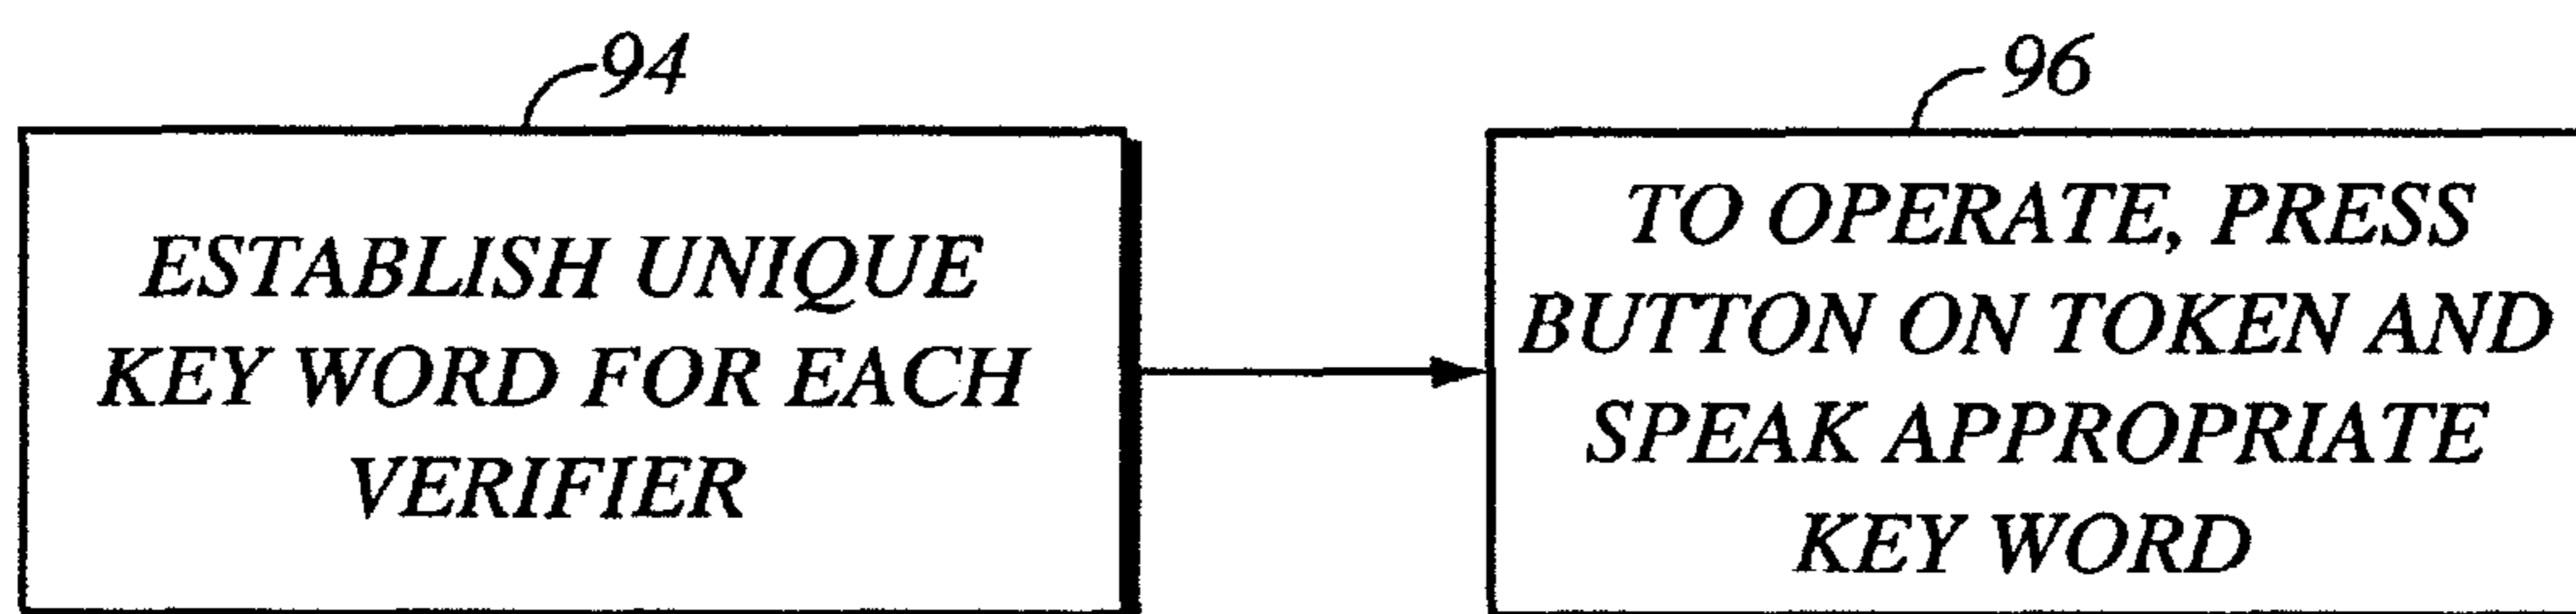 94
ESTABLISH UNIQUE
KEY WORD FOR EACH
VERIFIER
96
TO OPERATE, PRESS
BUTTON ON TOKEN AND
SPEAK APPROPRIATE
KEY WORD